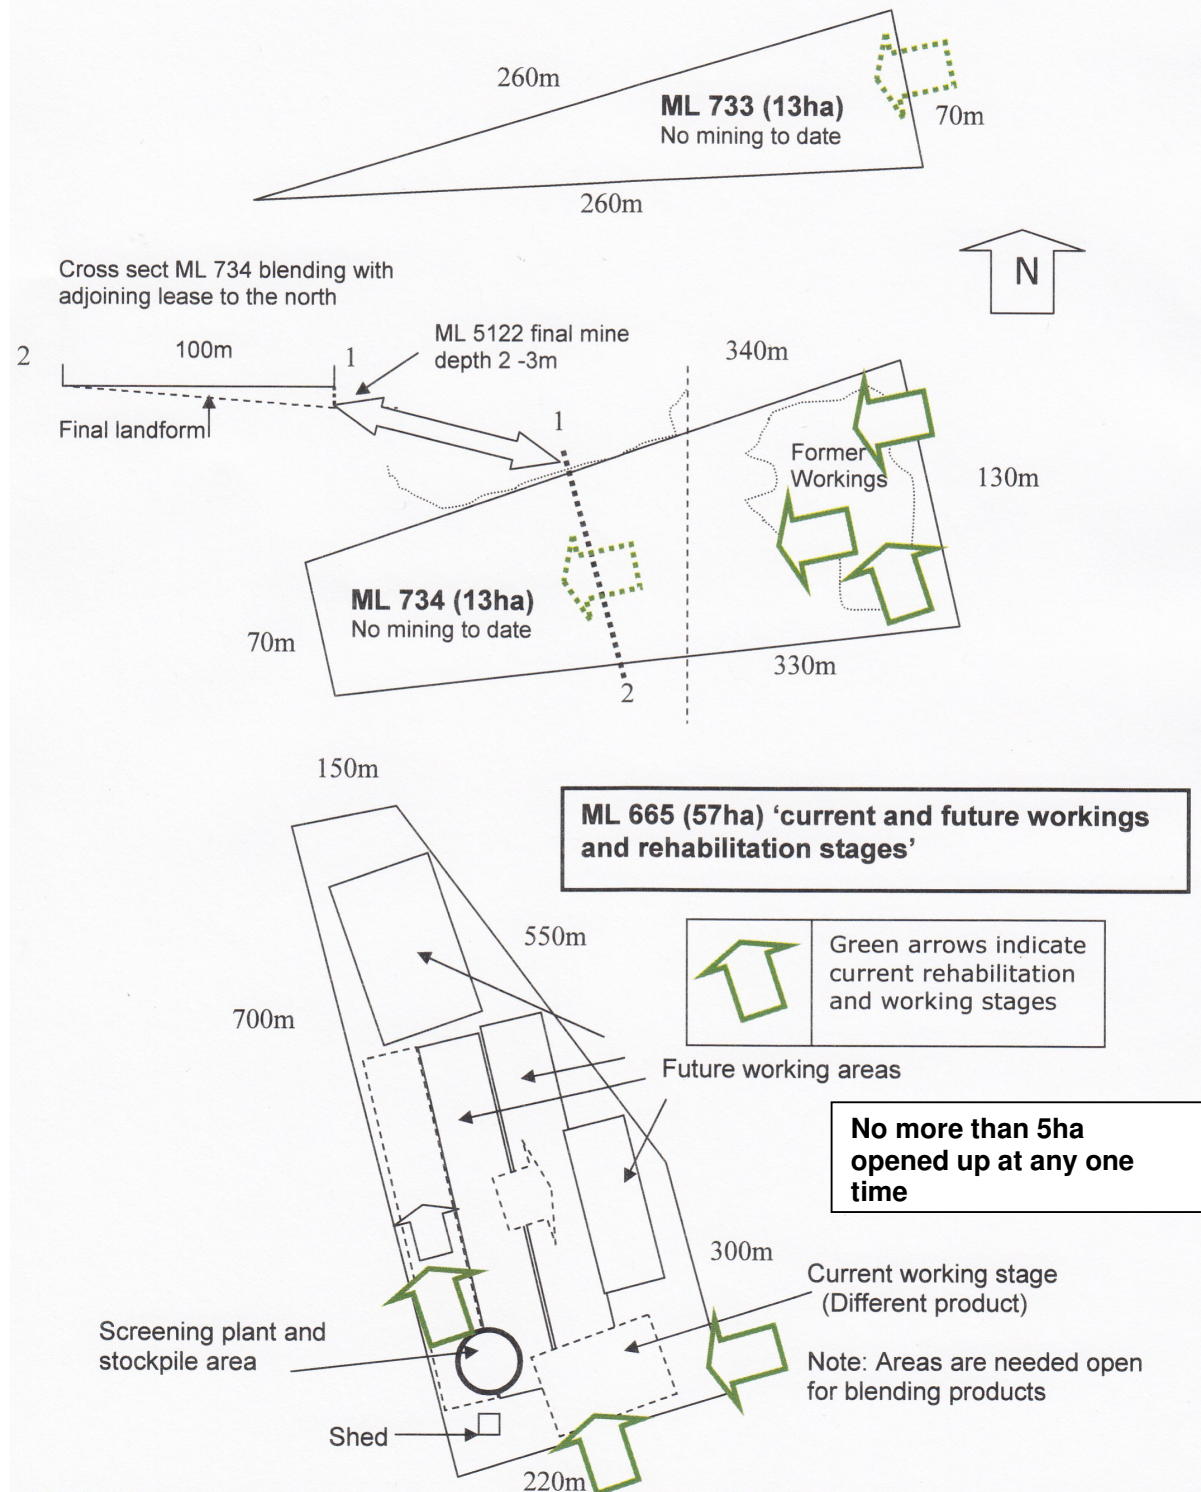 260m
ML 733 (13ha)
No mining to date
70m
260m
N
Cross sect ML 734 blending with
adjoining lease to the north
2
100m
1
ML 5122 final mine
depth 2 -3m
340m
Final landform
1
Former
Workings
130m
ML 734 (13ha)
No mining to date
70m
330m
2
150m
ML 665 (57ha) ‘current and future workings
and rehabilitation stages’
550m
Green arrows indicate
current rehabilitation
and working stages
700m
Future working areas
No more than 5ha
opened up at any one
time
300m
Current working stage
(Different product)
Screening plant and
stockpile area
Note: Areas are needed open
for blending products
Shed
220m